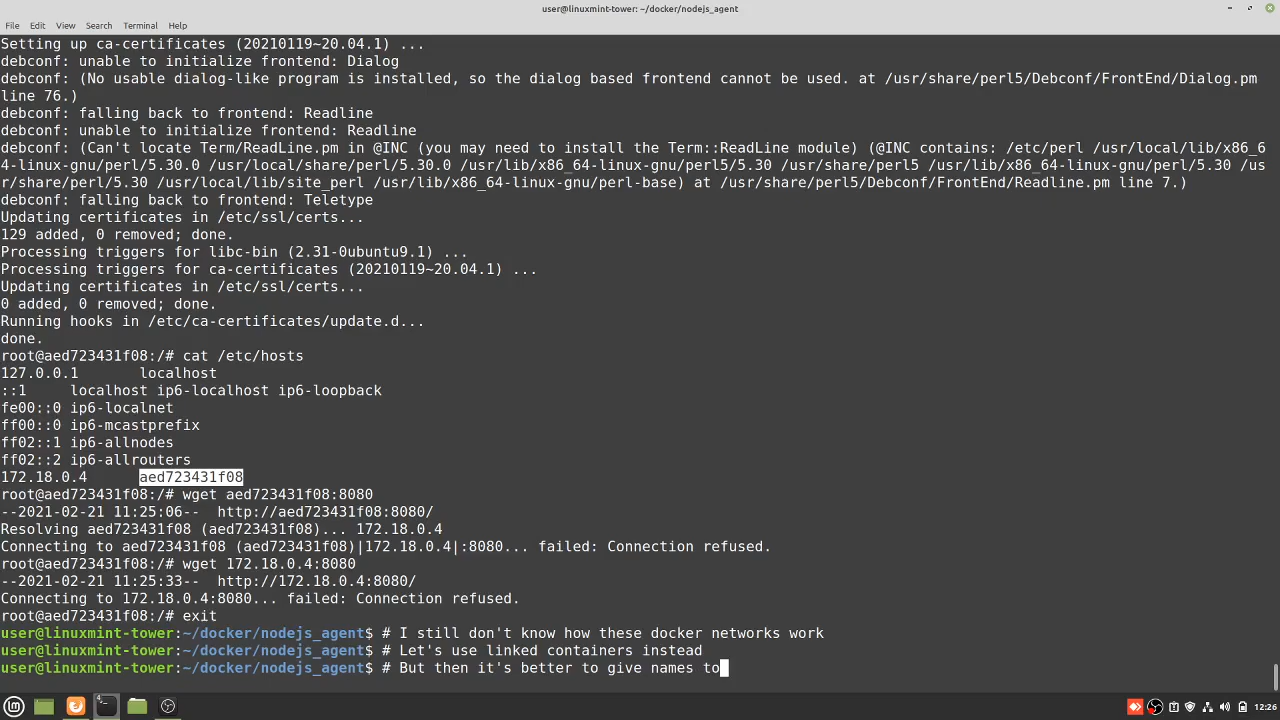 user@linuxmint-tower: ~/docker/nodejs_agent
File Edit View Search Terminal Help
Setting up ca-certificates (20210119~20.04.1) ...
debconf: unable to initialize frontend: Dialog
debconf: (No usable dialog-like program is installed, so the dialog based frontend cannot be used. at /usr/share/perl5/Debconf/FrontEnd/Dialog.pm
line 76.)
debconf: falling back to frontend: Readline
debconf: unable to initialize frontend: Readline
debconf: (Can't locate Term/ReadLine.pm in @INC (you may need to install the Term::ReadLine module) (@INC contains: /etc/perl /usr/local/lib/x86_6
4-linux-gnu/perl/5.30.0 /usr/local/share/perl/5.30.0 /usr/lib/x86_64-linux-gnu/perl5/5.30 /usr/share/perl5 /usr/lib/x86_64-linux-gnu/perl/5.30 /us
r/share/perl/5.30 /usr/local/lib/site_perl /usr/lib/x86_64-linux-gnu/perl-base) at /usr/share/perl5/Debconf/FrontEnd/Readline.pm line 7.)
debconf: falling back to frontend: Teletype
Updating certificates in /etc/ssl/certs...
129 added, 0 removed; done.
Processing triggers for libc-bin (2.31-0ubuntu9.1) ...
Processing triggers for ca-certificates (20210119~20.04.1) ...
Updating certificates in /etc/ssl/certs...
0 added, 0 removed; done.
Running hooks in /etc/ca-certificates/update.d...
done.
root@aed723431f08:/# cat /etc/hosts
127.0.0.1 localhost
::1 localhost ip6-localhost ip6-loopback
fe00::0 ip6-localnet
ff00::0 ip6-mcastprefix
ff02::1 ip6-allnodes
ff02::2 ip6-allrouters
172.18.0.4 aed723431f08
root@aed723431f08:/# wget aed723431f08:8080
--2021-02-21 11:25:06-- http://aed723431f08:8080/
Resolving aed723431f08 (aed723431f08)... 172.18.0.4
Connecting to aed723431f08 (aed723431f08)|172.18.0.4|:8080... failed: Connection refused.
root@aed723431f08:/# wget 172.18.0.4:8080
--2021-02-21 11:25:33-- http://172.18.0.4:8080/
Connecting to 172.18.0.4:8080... failed: Connection refused.
root@aed723431f08:/# exit
user@linuxmint-tower:~/docker/nodejs_agent$ # I still don't know how these docker networks work
user@linuxmint-tower:~/docker/nodejs_agent$ # Let's use linked containers instead
user@linuxmint-tower:~/docker/nodejs_agent$ # But then it's better to give names to
12:26